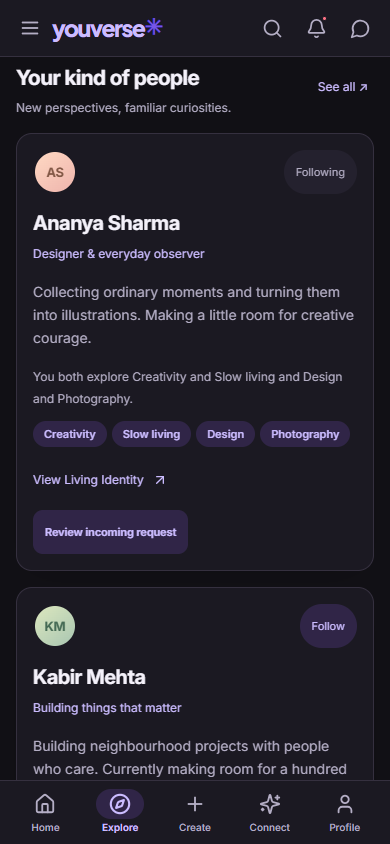 youverse
Your kind of people
See all
New perspectives, familiar curiosities.
AS
Following
Ananya Sharma
Designer & everyday observer
Collecting ordinary moments and turning them
into illustrations. Making a little room for creative
courage.
You both explore Creativity and Slow living and Design
and Photography.
Creativity Slow living Design Photography
View Living Identity
Review incoming request
KM
Follow
Kabir Mehta
Building things that matter
Building neighbourhood projects with people
who care. Currently making room for a hundred
Home Explore Create Connect Profile